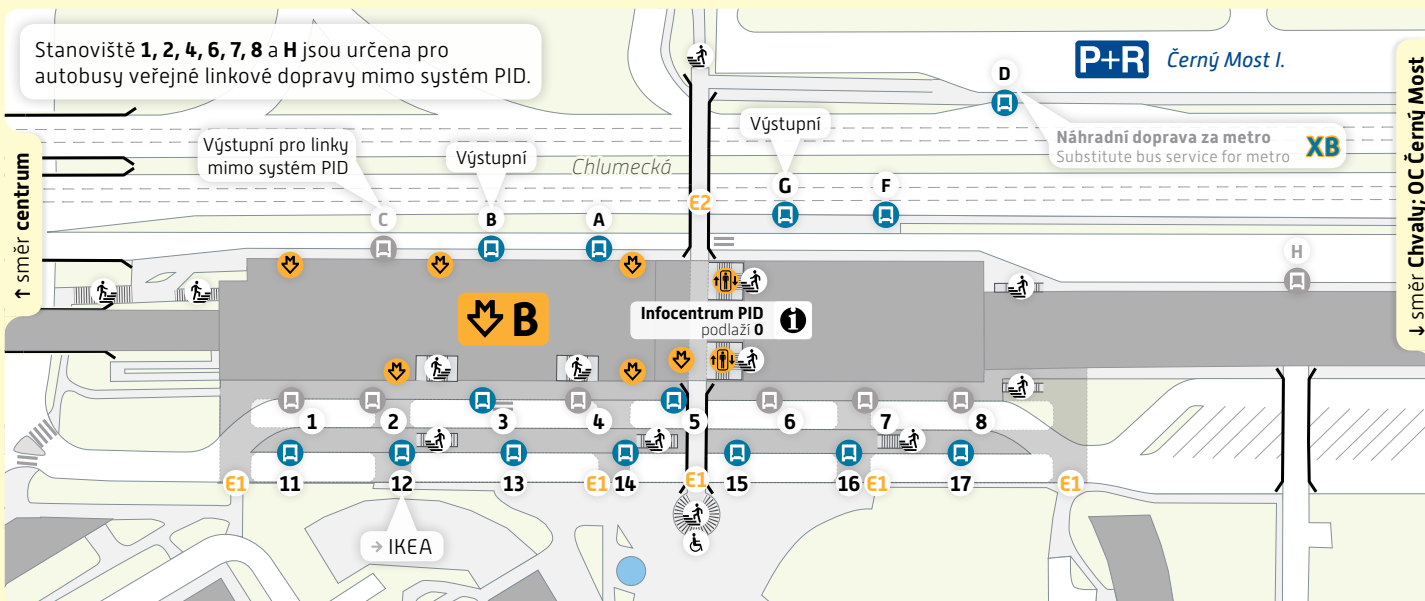 Stanoviště 1, 2, 4, 6, 7, 8 a H jsou určena pro
autobusy veřejné linkové dopravy mimo systém PID.
P+R Černý Most I.
D
Náhradní doprava za metro
Substitute bus service for metro
XB
↑ směr centrum
↓ směr Chvaly; OC Černý Most
Výstupní pro linky
mimo systém PID
Výstupní
Chlumecká
Výstupní
E2
C
B
A
G
F
H
B
Infocentrum PID
podlaží 0
1 2 3 4 5 6 7 8
E1 11 12 13 E1 14 E1 15 16 E1 17 E1
→ IKEA